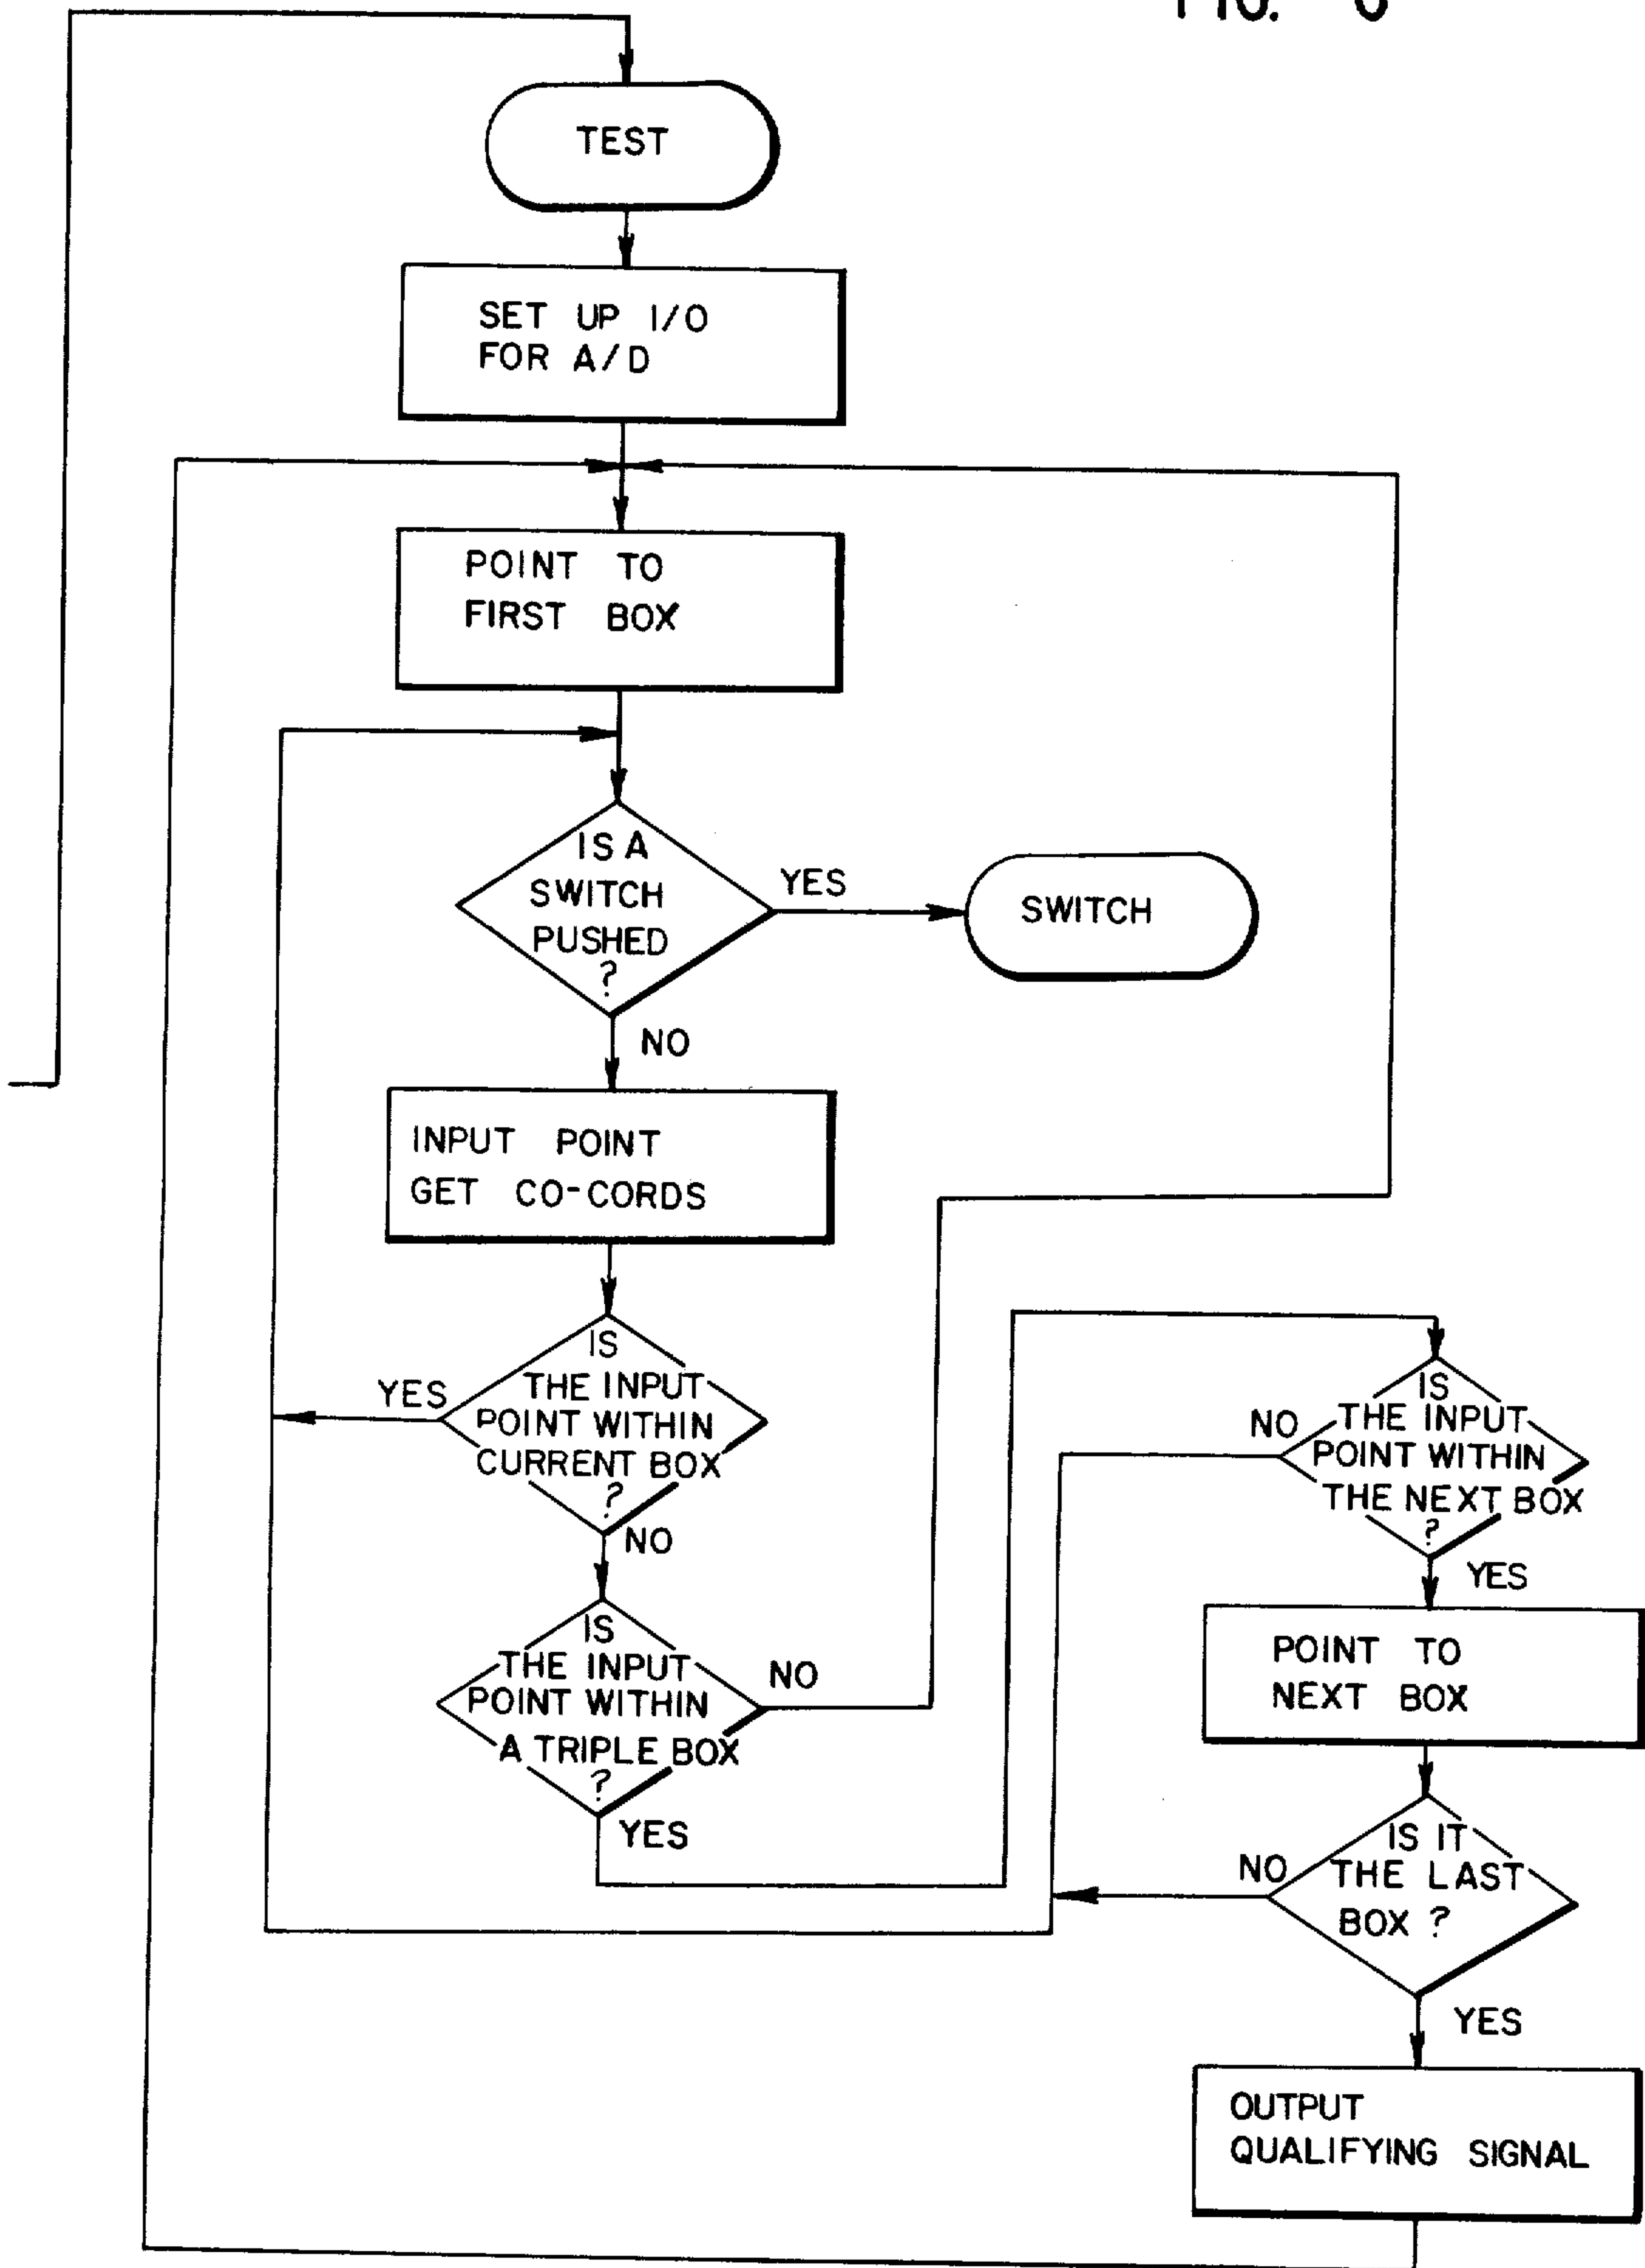 TEST
SET UP I/O
FOR A/D
POINT TO
FIRST BOX
IS A
SWITCH
PUSHED
?
YES
SWITCH
NO
INPUT POINT
GET CO-CORDS
IS
THE INPUT
POINT WITHIN
CURRENT BOX
?
YES
NO
IS
THE INPUT
POINT WITHIN
A TRIPLE BOX
?
NO
YES
IS
THE INPUT
POINT WITHIN
THE NEXT BOX
?
NO
YES
POINT TO
NEXT BOX
IS IT
THE LAST
BOX ?
NO
YES
OUTPUT
QUALIFYING SIGNAL